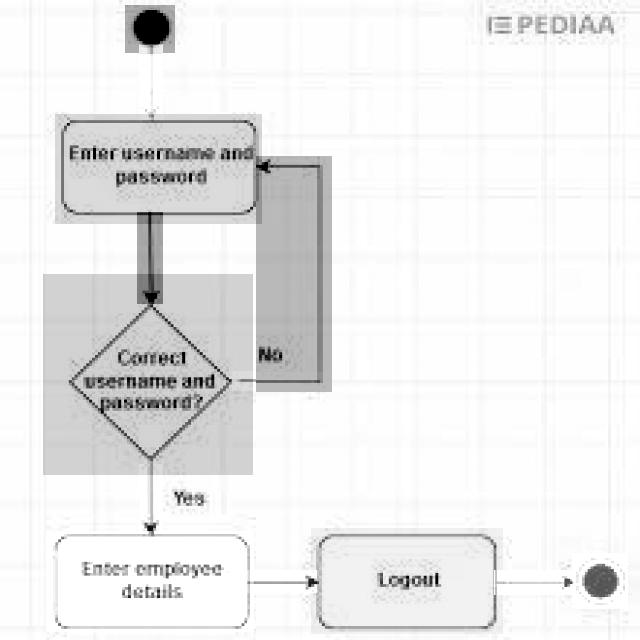 PEDIAA
Enter username and
password
Correct
username and
password?
No
Yes
Enter employee
details
Logout